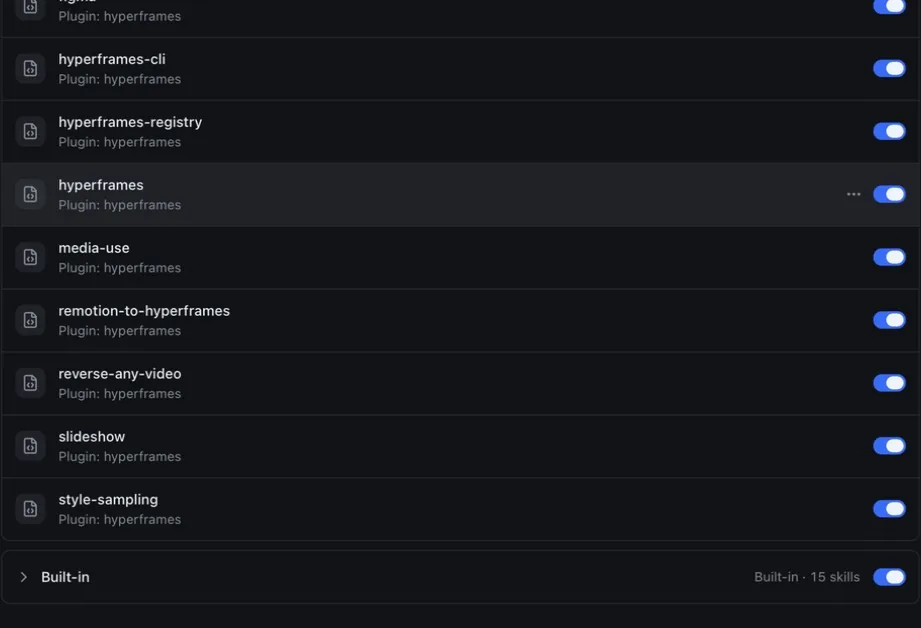 Plugin: hyperframes
hyperframes-cli
Plugin: hyperframes
hyperframes-registry
Plugin: hyperframes
hyperframes
Plugin: hyperframes
media-use
Plugin: hyperframes
remotion-to-hyperframes
Plugin: hyperframes
reverse-any-video
Plugin: hyperframes
slideshow
Plugin: hyperframes
style-sampling
Plugin: hyperframes
Built-in
Built-in · 15 skills